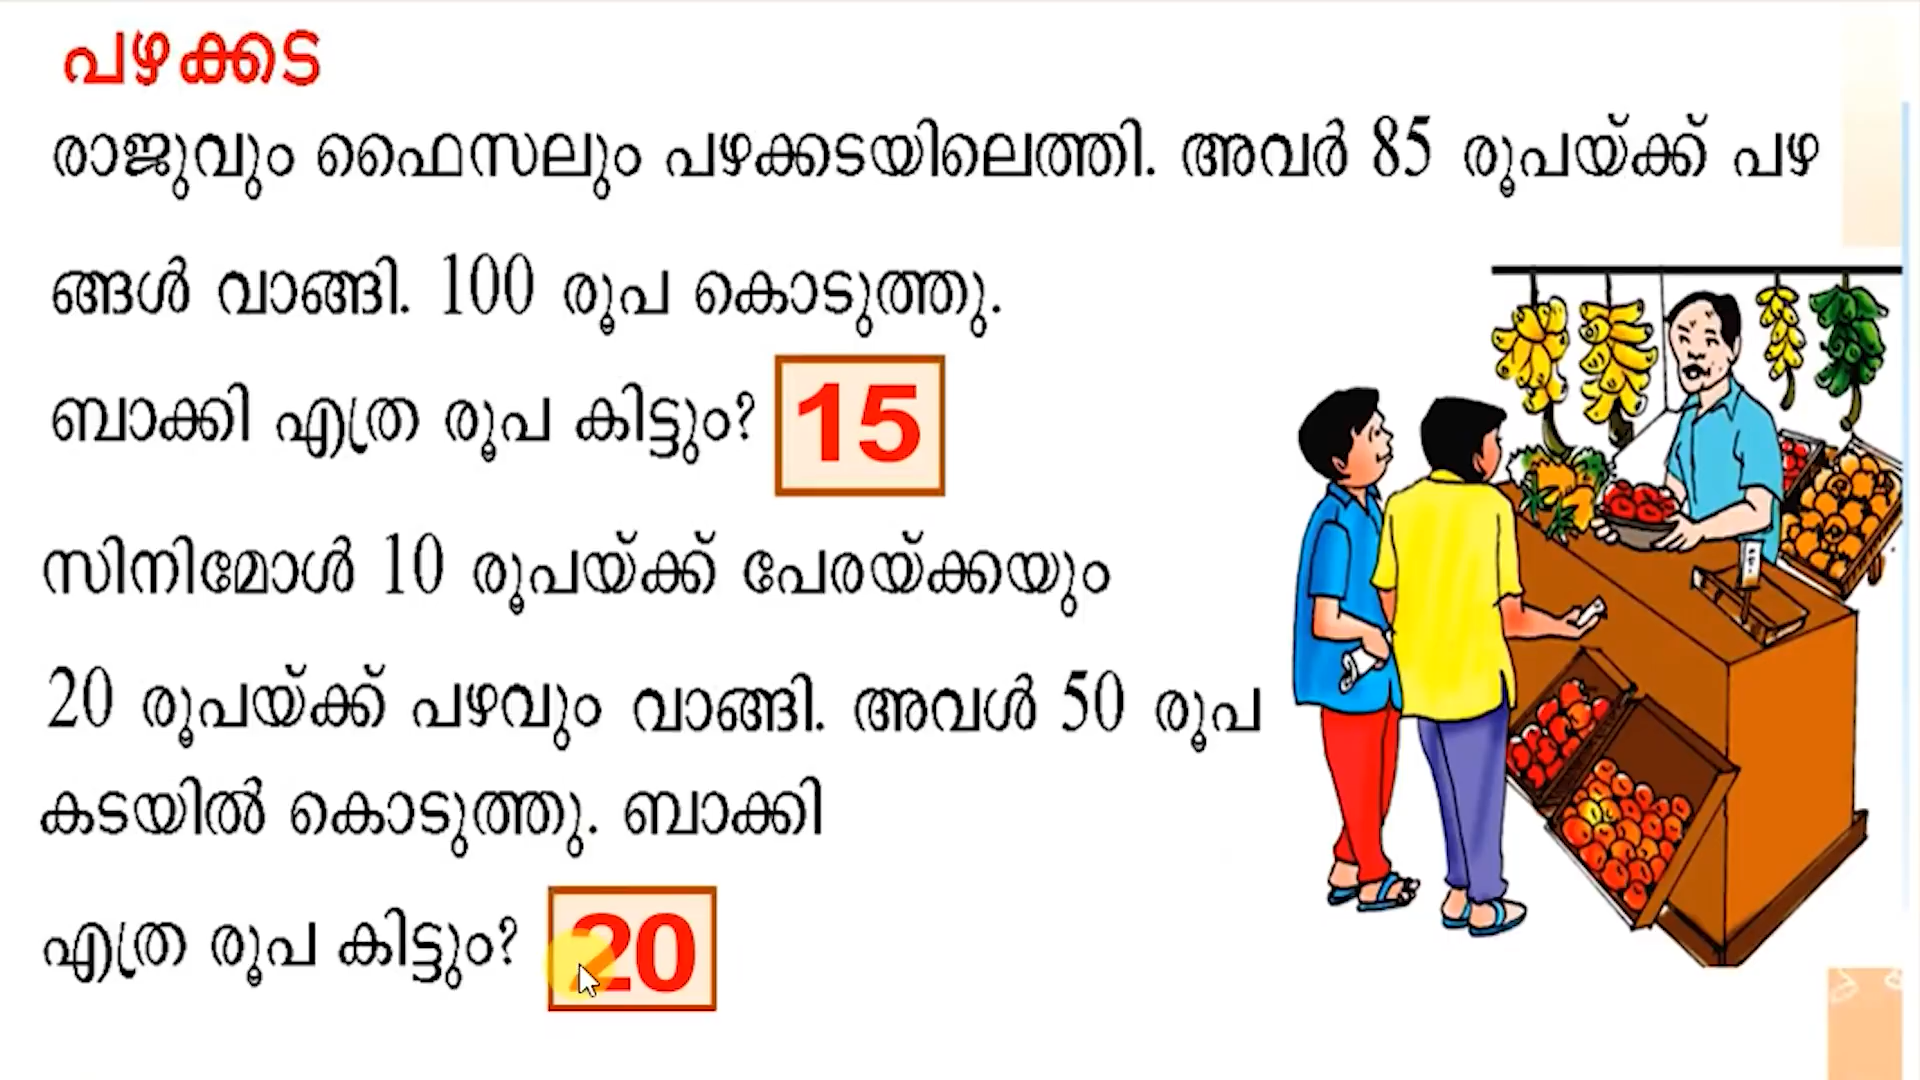 പഴക്കട
രാജുവും ഫൈസലും പഴക്കടയിലെത്തി. അവർ 85 രൂപയ്ക്ക് പഴ
ങ്ങൾ വാങ്ങി. 100 രൂപ കൊടുത്തു.
ബാക്കി എത്ര രൂപ കിട്ടും? 15
സിനിമോൾ 10 രൂപയ്ക്ക് പേരയ്ക്കയും
20 രൂപയ്ക്ക് പഴവും വാങ്ങി. അവൾ 50 രൂപ
കടയിൽ കൊടുത്തു. ബാക്കി
എത്ര രൂപ കിട്ടും? 20